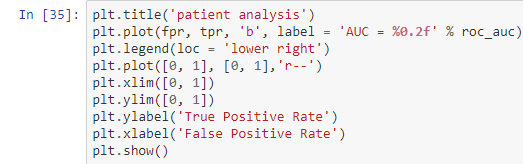 In [35]: plt.title('patient analysis')
plt.plot(fpr, tpr, 'b', label = 'AUC = %0.2f' % roc_auc)
plt.legend(loc = 'lower right')
plt.plot([0, 1], [0, 1],'r--')
plt.xlim([0, 1])
plt.ylim([0, 1])
plt.ylabel('True Positive Rate')
plt.xlabel('False Positive Rate')
plt.show()